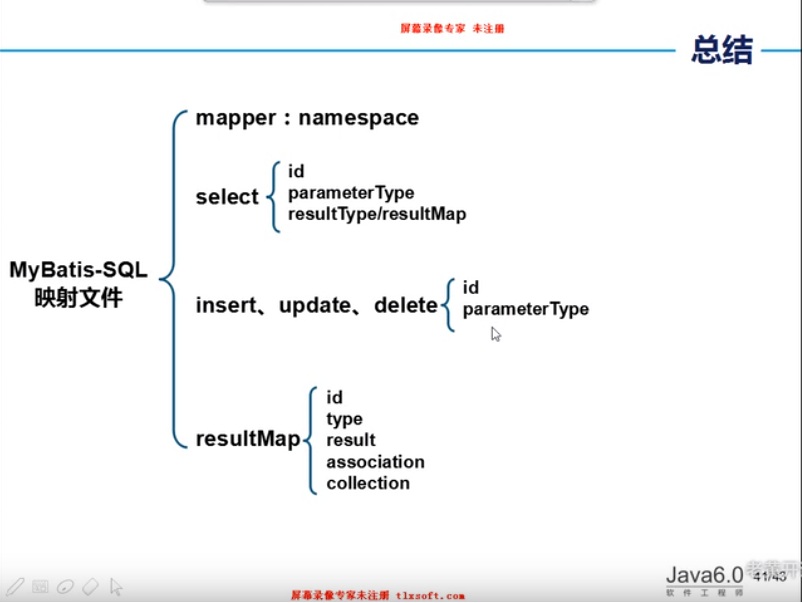 屏幕录像专家 未注册
总结
mapper：namespace
select
id
parameterType
resultType/resultMap
MyBatis-SQL
映射文件
insert、update、delete
id
parameterType
resultMap
id
type
result
association
collection
Java6.0
软件工程师
41/43
屏幕录像专家未注册 tlxsoft.com